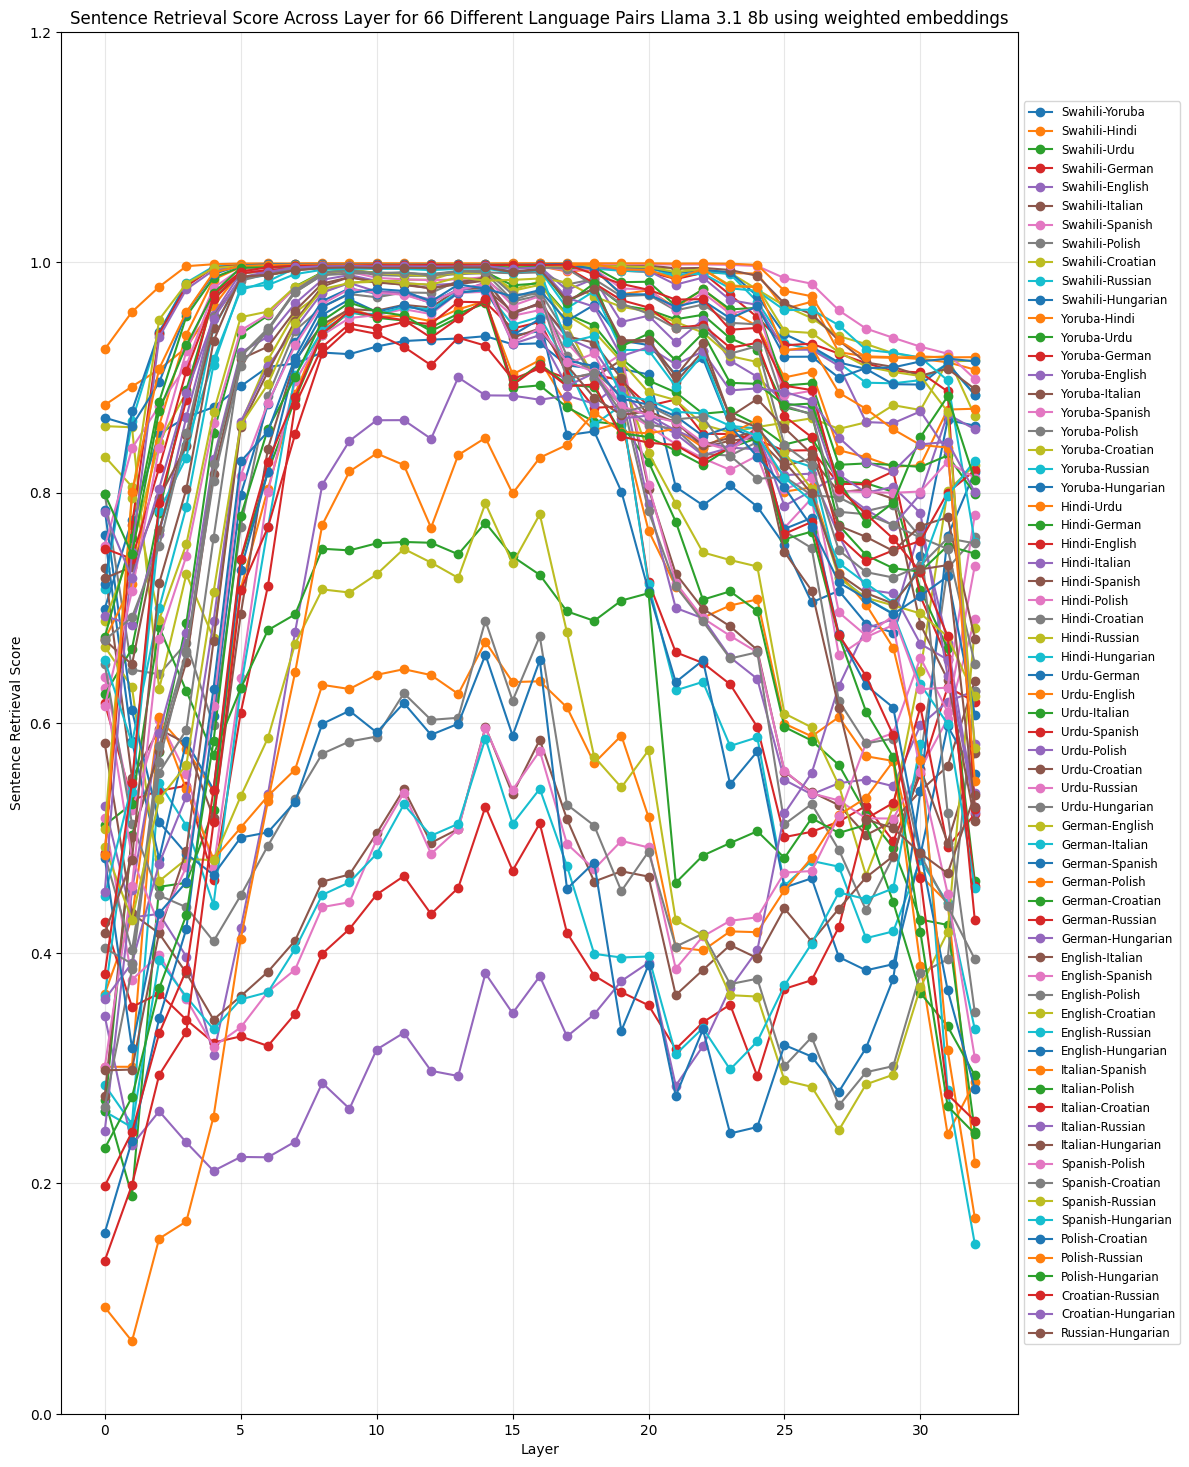 Sentence Retrieval Score Across Layer for 66 Different Language Pairs Llama 3.1 8b using weighted embeddings
1.2
1.0
0.8
0.6
0.4
0.2
0.0
Sentence Retrieval Score
0 5 10 15 20 25 30
Layer
Swahili-Yoruba
Swahili-Hindi
Swahili-Urdu
Swahili-German
Swahili-English
Swahili-Italian
Swahili-Spanish
Swahili-Polish
Swahili-Croatian
Swahili-Russian
Swahili-Hungarian
Yoruba-Hindi
Yoruba-Urdu
Yoruba-German
Yoruba-English
Yoruba-Italian
Yoruba-Spanish
Yoruba-Polish
Yoruba-Croatian
Yoruba-Russian
Yoruba-Hungarian
Hindi-Urdu
Hindi-German
Hindi-English
Hindi-Italian
Hindi-Spanish
Hindi-Polish
Hindi-Croatian
Hindi-Russian
Hindi-Hungarian
Urdu-German
Urdu-English
Urdu-Italian
Urdu-Spanish
Urdu-Polish
Urdu-Croatian
Urdu-Russian
Urdu-Hungarian
German-English
German-Italian
German-Spanish
German-Polish
German-Croatian
German-Russian
German-Hungarian
English-Italian
English-Spanish
English-Polish
English-Croatian
English-Russian
English-Hungarian
Italian-Spanish
Italian-Polish
Italian-Croatian
Italian-Russian
Italian-Hungarian
Spanish-Polish
Spanish-Croatian
Spanish-Russian
Spanish-Hungarian
Polish-Croatian
Polish-Russian
Polish-Hungarian
Croatian-Russian
Croatian-Hungarian
Russian-Hungarian